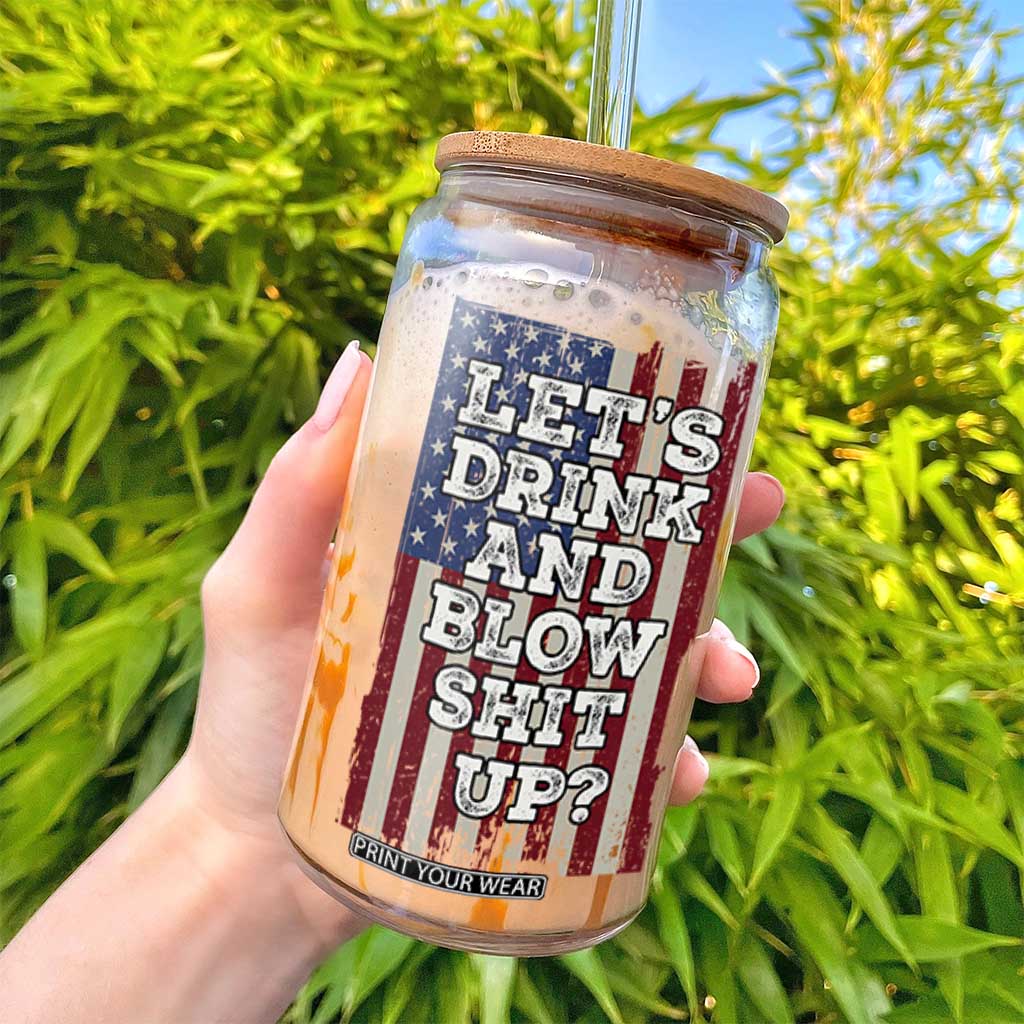 LET'S
DRINK
AND
BLOW
SHIT
UP?
PRINT YOUR WEAR